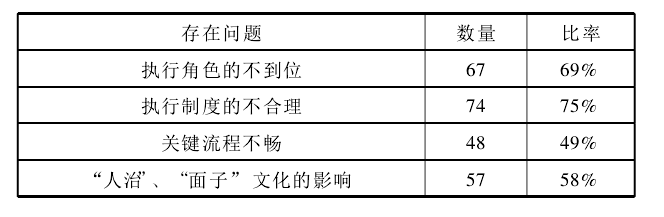 存在问题 数量 比率
执行角色的不到位 67 69%
执行制度的不合理 74 75%
关键流程不畅 48 49%
“人治”、“面子”文化的影响 57 58%